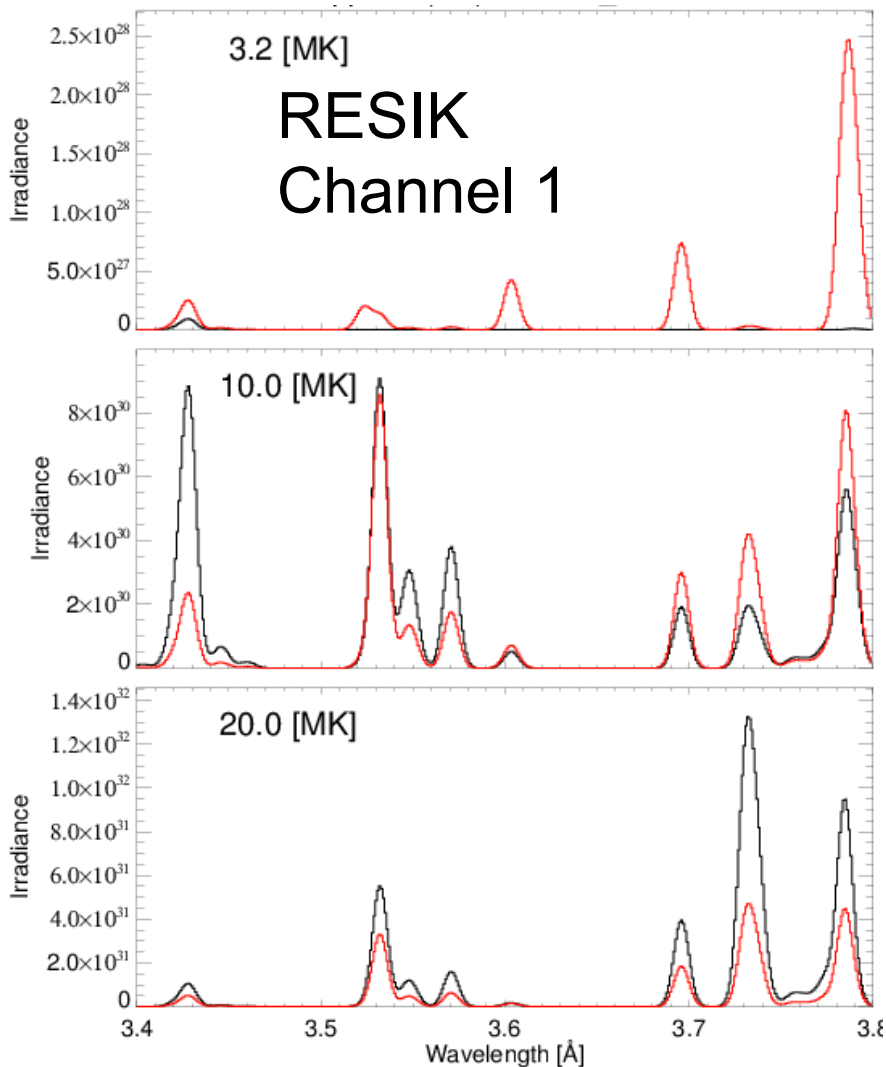 3.2 [MK]
RESIK
Channel 1
2.5×10²⁸
2.0×10²⁸
1.5×10²⁸
1.0×10²⁸
5.0×10²⁷
0
Irradiance
10.0 [MK]
8×10³⁰
6×10³⁰
4×10³⁰
2×10³⁰
0
Irradiance
20.0 [MK]
1.4×10³²
1.2×10³²
1.0×10³²
8.0×10³¹
6.0×10³¹
4.0×10³¹
2.0×10³¹
0
Irradiance
3.4 3.5 3.6 3.7 3.8
Wavelength [Å]